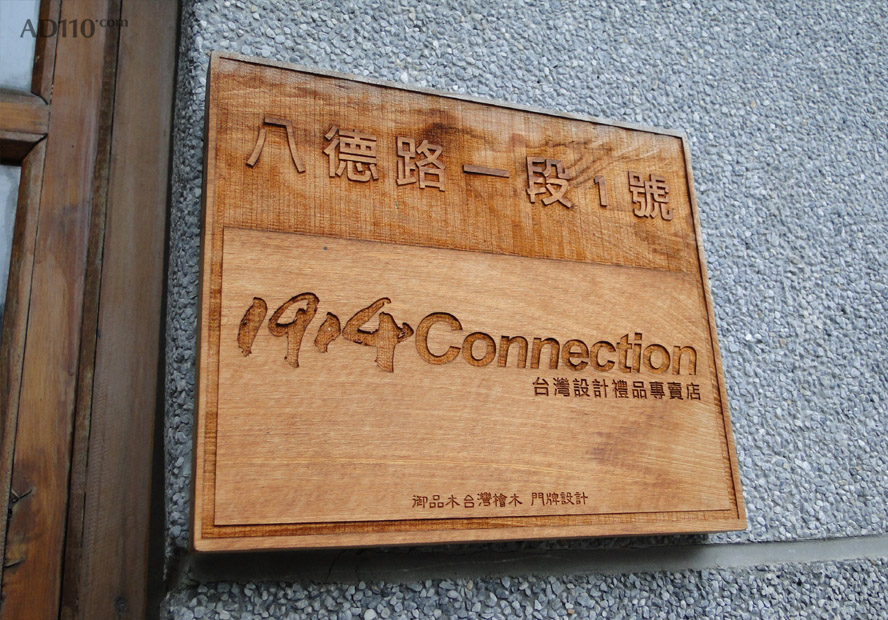 AD110.com
八德路一段1號
1914Connection
台灣設計禮品專賣店
御品木台灣檜木 門牌設計